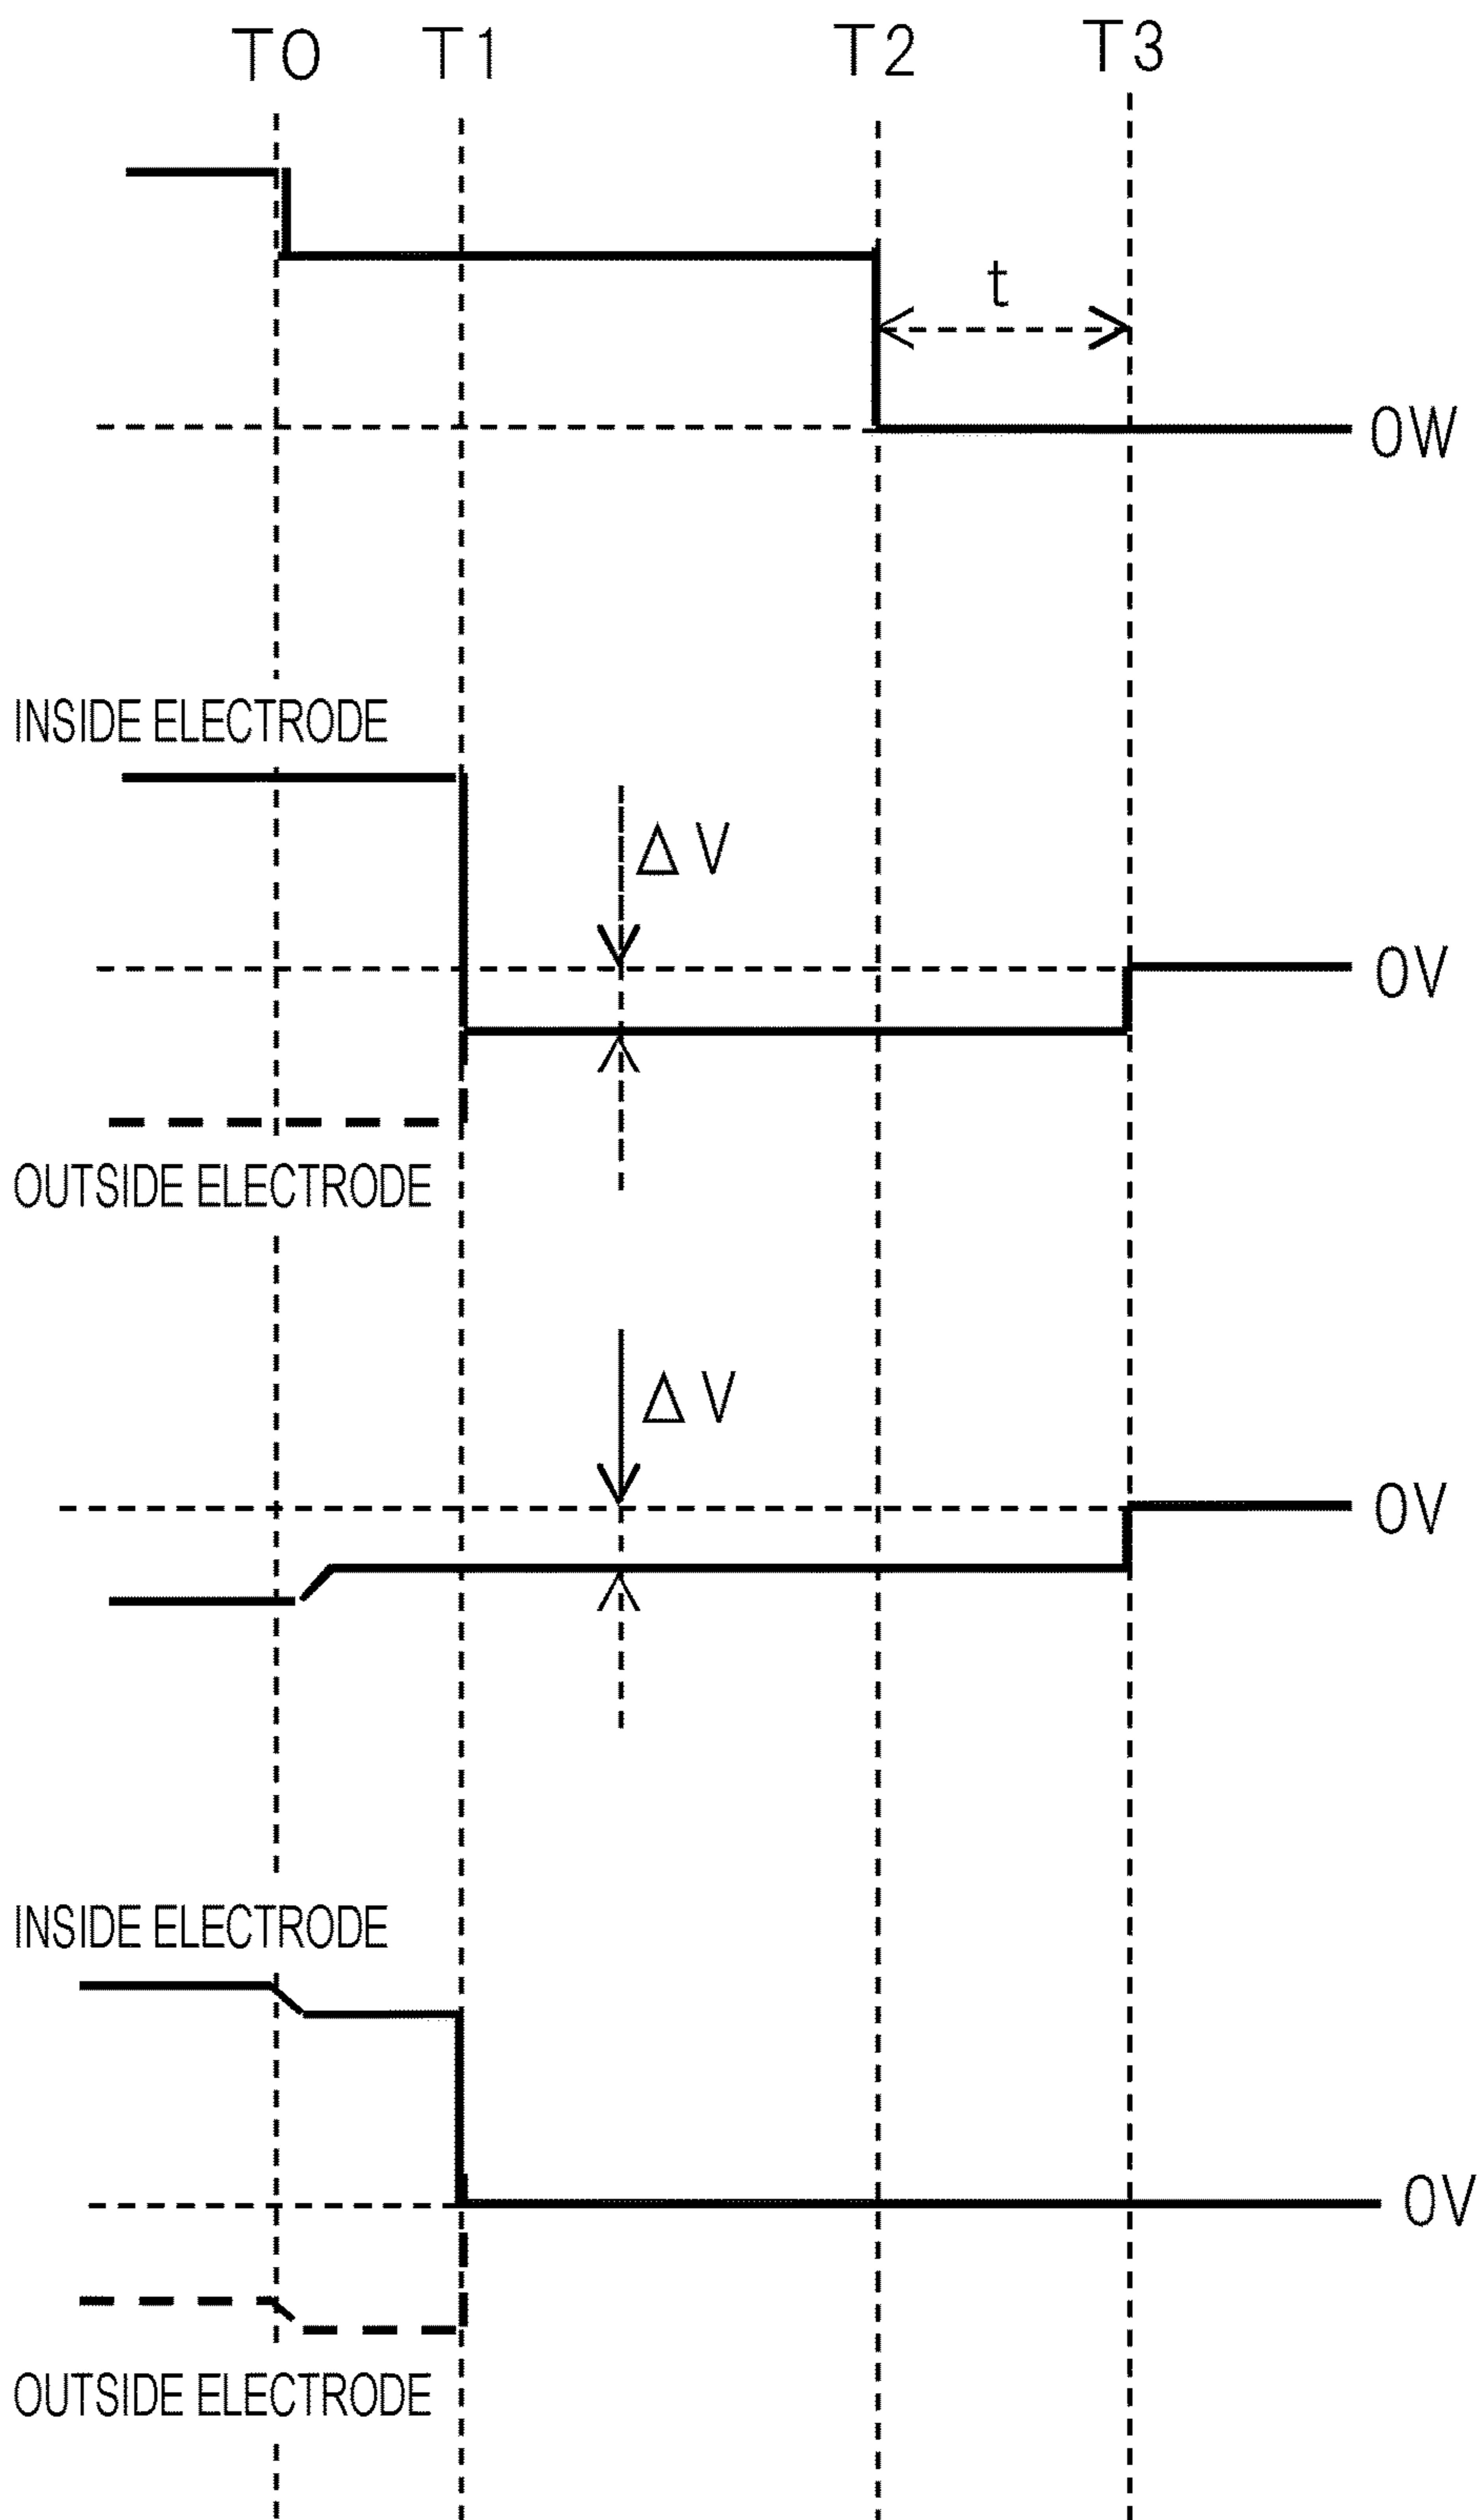 T0 T1 T2 T3
t
0W
INSIDE ELECTRODE
ΔV
0V
OUTSIDE ELECTRODE
ΔV
0V
INSIDE ELECTRODE
0V
OUTSIDE ELECTRODE